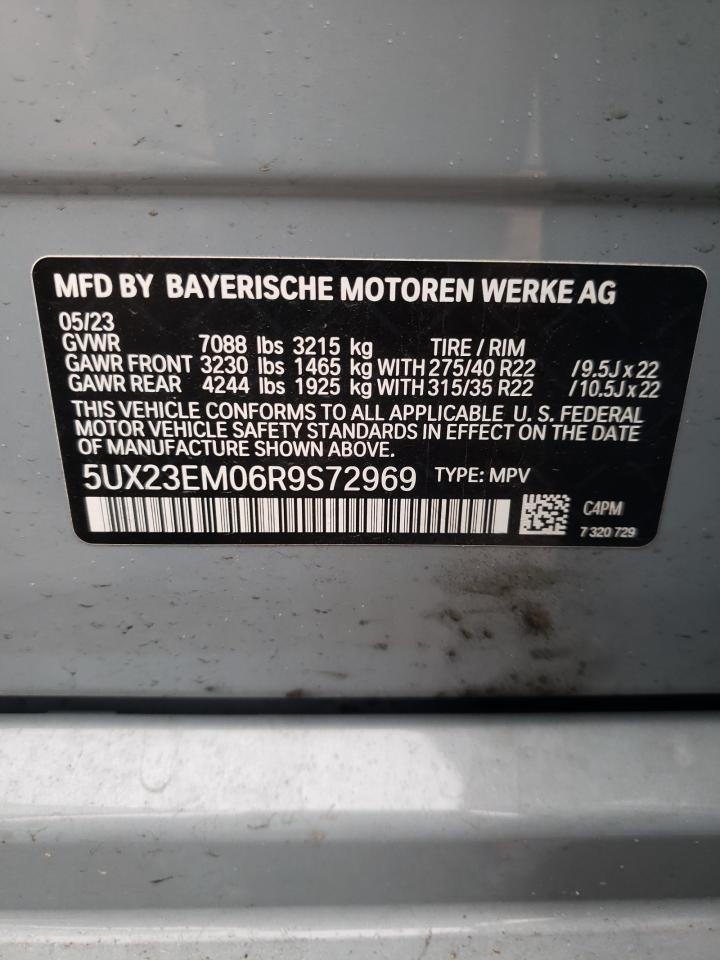 MFD BY BAYERISCHE MOTOREN WERKE AG
05/23
GVWR 7088 lbs 3215 kg TIRE / RIM
GAWR FRONT 3230 lbs 1465 kg WITH 275/40 R22 /9.5J x 22
GAWR REAR 4244 lbs 1925 kg WITH 315/35 R22 /10.5J x 22
THIS VEHICLE CONFORMS TO ALL APPLICABLE U. S. FEDERAL
MOTOR VEHICLE SAFETY STANDARDS IN EFFECT ON THE DATE
OF MANUFACTURE SHOWN ABOVE.
5UX23EM06R9S72969 TYPE: MPV
C4PM
7 320 729